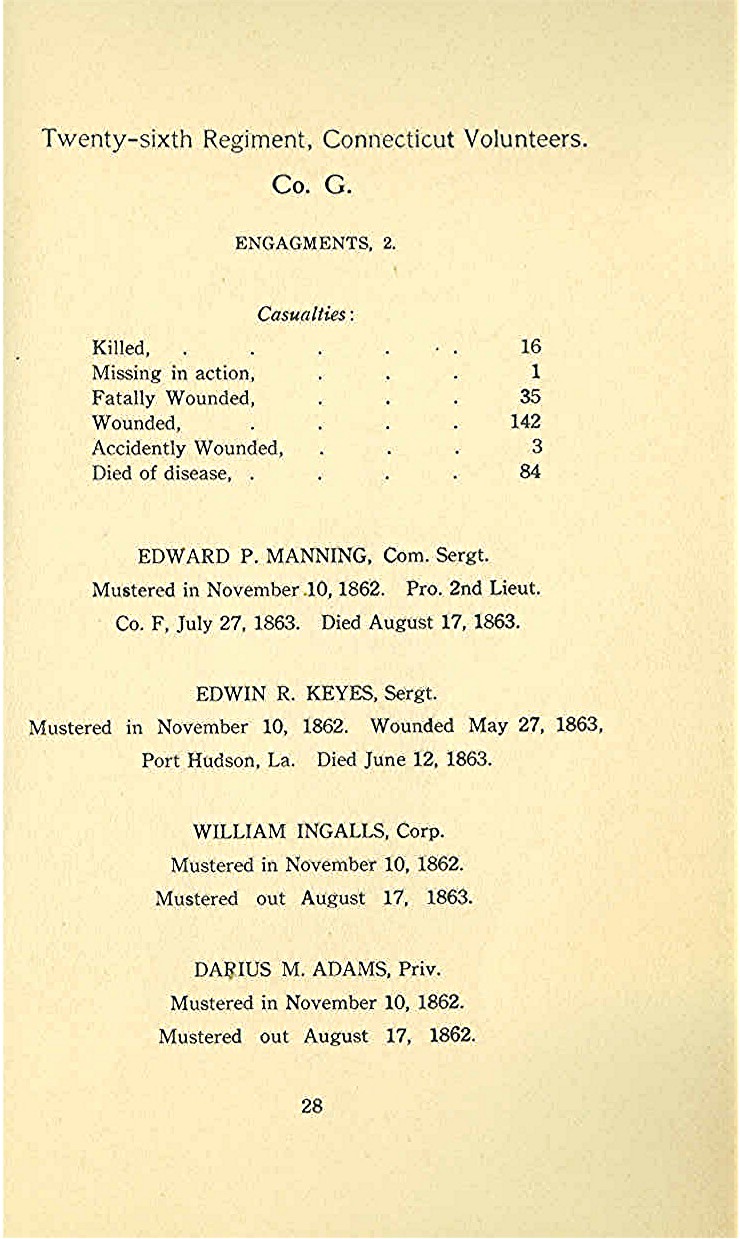 Twenty-sixth Regiment, Connecticut Volunteers.
Co. G.
ENGAGMENTS, 2.
Casualties:
Killed, . . . . . . 16
Missing in action, . . . 1
Fatally Wounded, . . . 35
Wounded, . . . . 142
Accidently Wounded, . . . 3
Died of disease, . . . . 84
EDWARD P. MANNING, Com. Sergt.
Mustered in November 10, 1862. Pro. 2nd Lieut.
Co. F, July 27, 1863. Died August 17, 1863.
EDWIN R. KEYES, Sergt.
Mustered in November 10, 1862. Wounded May 27, 1863,
Port Hudson, La. Died June 12, 1863.
WILLIAM INGALLS, Corp.
Mustered in November 10, 1862.
Mustered out August 17, 1863.
DARIUS M. ADAMS, Priv.
Mustered in November 10, 1862.
Mustered out August 17, 1862.
28